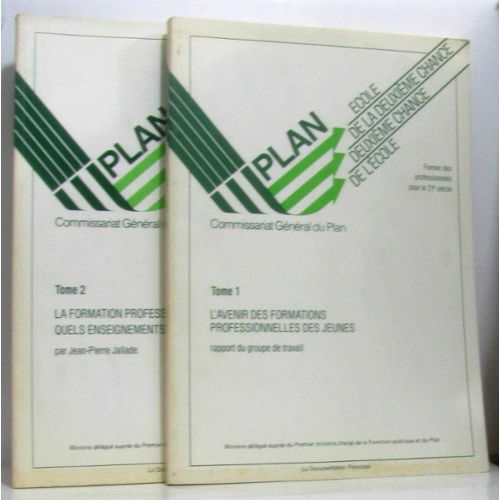 PLAN
Commissariat Général d
Tome 2
LA FORMATION PROFESS
QUELS ENSEIGNEMENTS
par Jean-Pierre Jallade
Ministre délégué auprès du Premier
La Do
PLAN
ECOLE
DE LA DEUXIÈME CHANCE
DEUXIÈME CHANCE
DE L'ÉCOLE
Former des
professionnels
pour le 21e siècle
Commissariat Général du Plan
Tome 1
L'AVENIR DES FORMATIONS
PROFESSIONNELLES DES JEUNES
rapport du groupe de travail
Ministre délégué auprès du Premier ministre chargé de la Fonction publique et du Plan
La Documentation Française